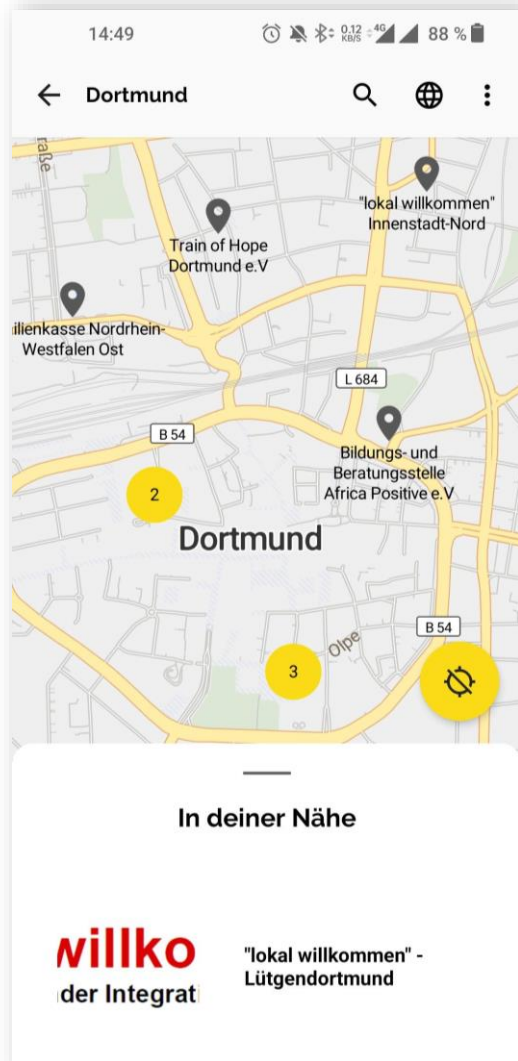 14:49
0.12
KB/S
4G
88 %
Dortmund
"lokal willkommen"
Innenstadt-Nord
Train of Hope
Dortmund e.V
ilienkasse Nordrhein-
Westfalen Ost
L 684
B 54
Bildungs- und
Beratungsstelle
Africa Positive e.V
2
Dortmund
B 54
Olpe
3
In deiner Nähe
willko
der Integrati
"lokal willkommen" -
Lütgendortmund